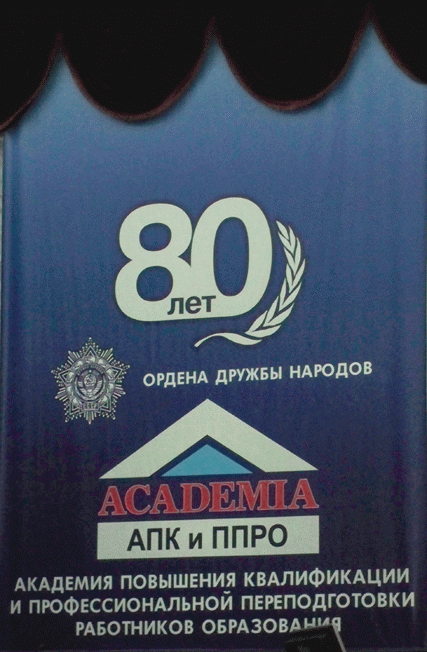 80
лет
ОРДЕНА ДРУЖБЫ НАРОДОВ
ACADEMIA
АПК и ППРО
АКАДЕМИЯ ПОВЫШЕНИЯ КВАЛИФИКАЦИИ
И ПРОФЕССИОНАЛЬНОЙ ПЕРЕПОДГОТОВКИ
РАБОТНИКОВ ОБРАЗОВАНИЯ